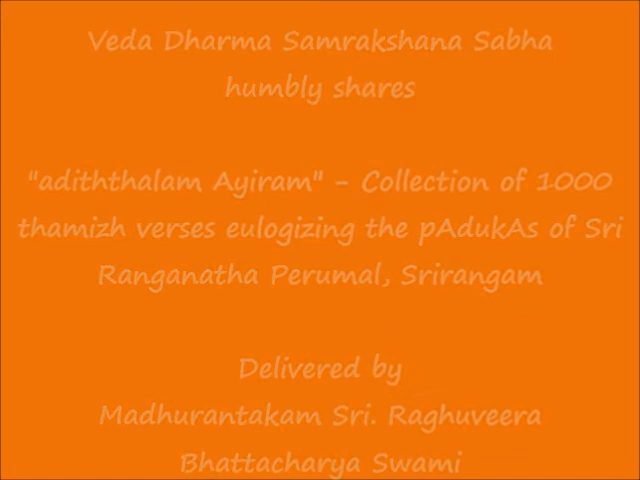 Veda Dharma Samrakshana Sabha
humbly shares
"adiththalam Ayiram" - Collection of 1000
thamizh verses eulogizing the pAdukAs of Sri
Ranganatha Perumal, Srirangam
Delivered by
Madhurantakam Sri. Raghuveera
Bhattacharya Swami